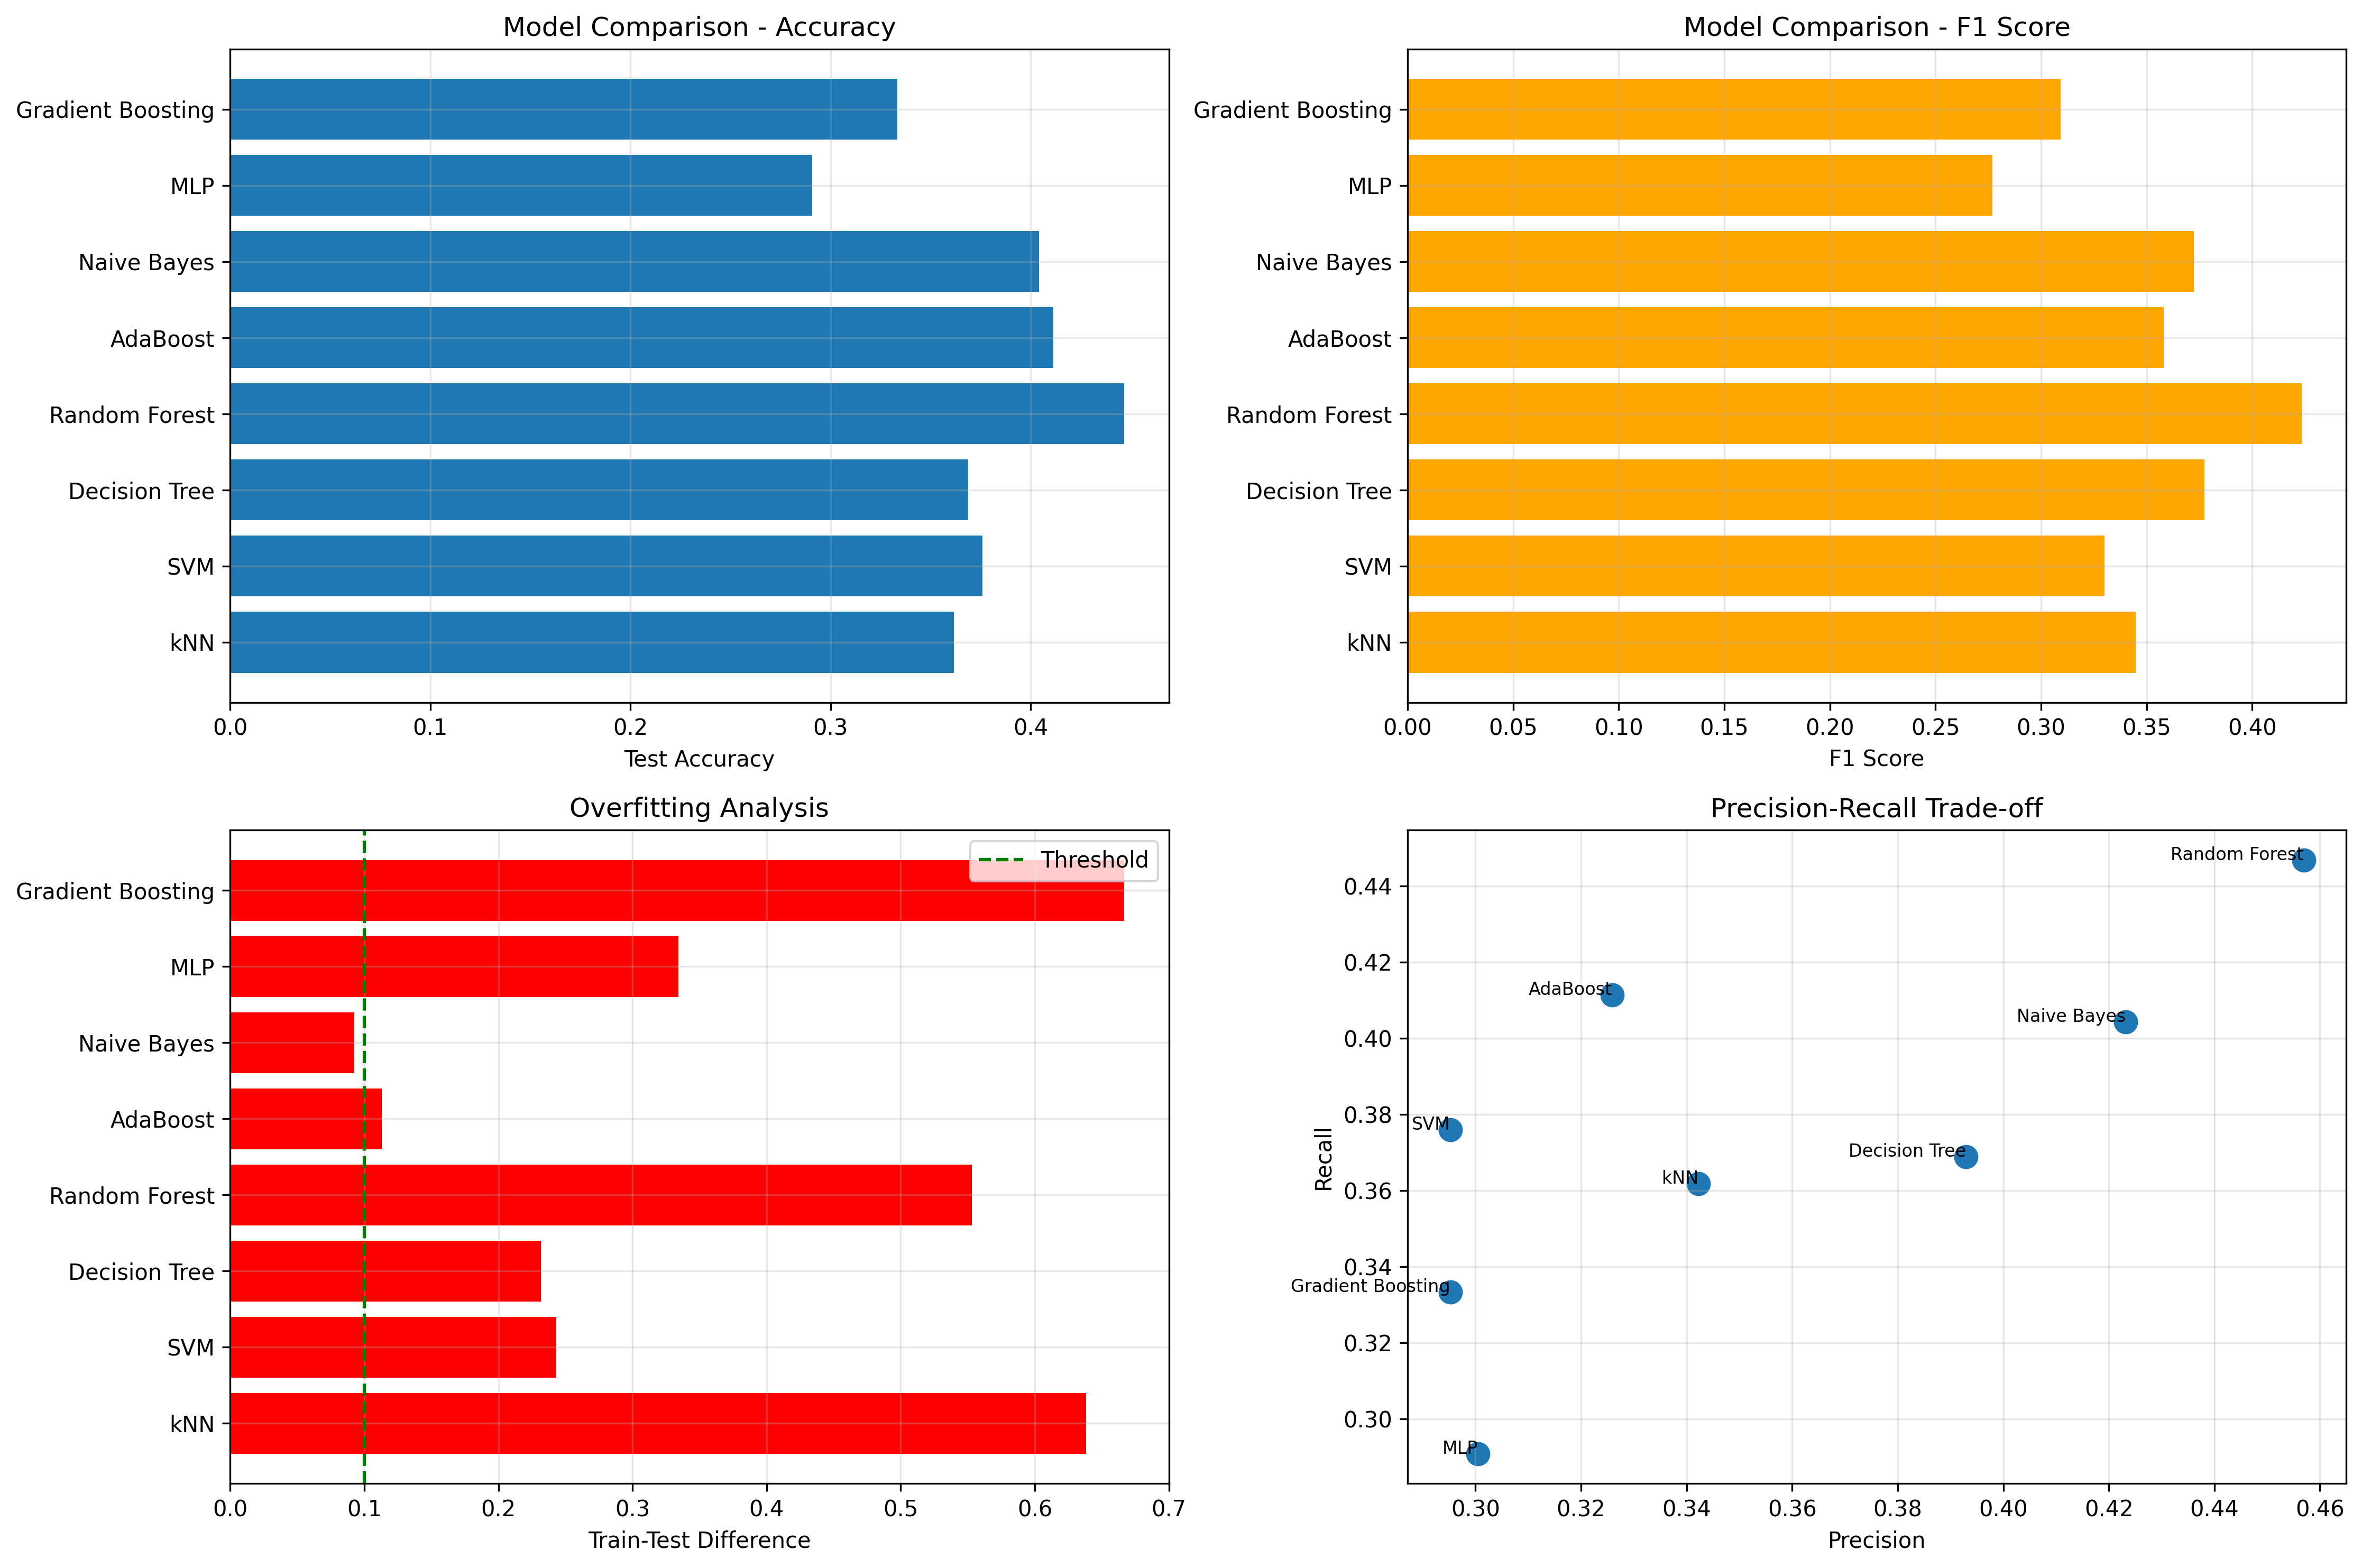 Model Comparison - Accuracy
Gradient Boosting
MLP
Naive Bayes
AdaBoost
Random Forest
Decision Tree
SVM
kNN
0.0 0.1 0.2 0.3 0.4
Test Accuracy
Model Comparison - F1 Score
Gradient Boosting
MLP
Naive Bayes
AdaBoost
Random Forest
Decision Tree
SVM
kNN
0.00 0.05 0.10 0.15 0.20 0.25 0.30 0.35 0.40
F1 Score
Overfitting Analysis
Threshold
Gradient Boosting
MLP
Naive Bayes
AdaBoost
Random Forest
Decision Tree
SVM
kNN
0.0 0.1 0.2 0.3 0.4 0.5 0.6 0.7
Train-Test Difference
Precision-Recall Trade-off
Recall
0.44
0.42
0.40
0.38
0.36
0.34
0.32
0.30
Random Forest
AdaBoost
Naive Bayes
SVM
Decision Tree
kNN
Gradient Boosting
MLP
0.30 0.32 0.34 0.36 0.38 0.40 0.42 0.44 0.46
Precision